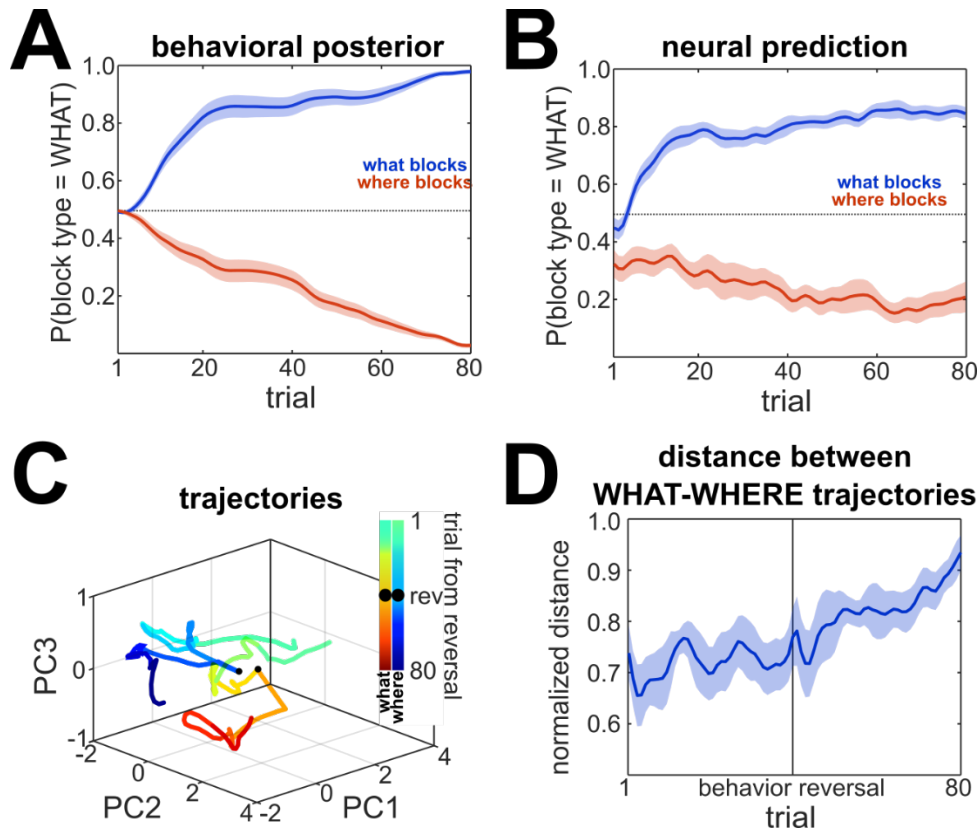 A
behavioral posterior
P(block type = WHAT)
1.0
0.8
0.6
0.4
0.2
what blocks
where blocks
1
20
40
60
80
trial
B
neural prediction
P(block type = WHAT)
1.0
0.8
0.6
0.4
0.2
what blocks
where blocks
1
20
40
60
80
trial
C
trajectories
1
rev
80
trial from reversal
what
where
PC3
1
0
-1
-2
0
2
4
PC2
-2
0
2
4
PC1
D
distance between
WHAT-WHERE trajectories
normalized distance
1.0
0.9
0.8
0.7
0.6
1
behavior reversal
80
trial